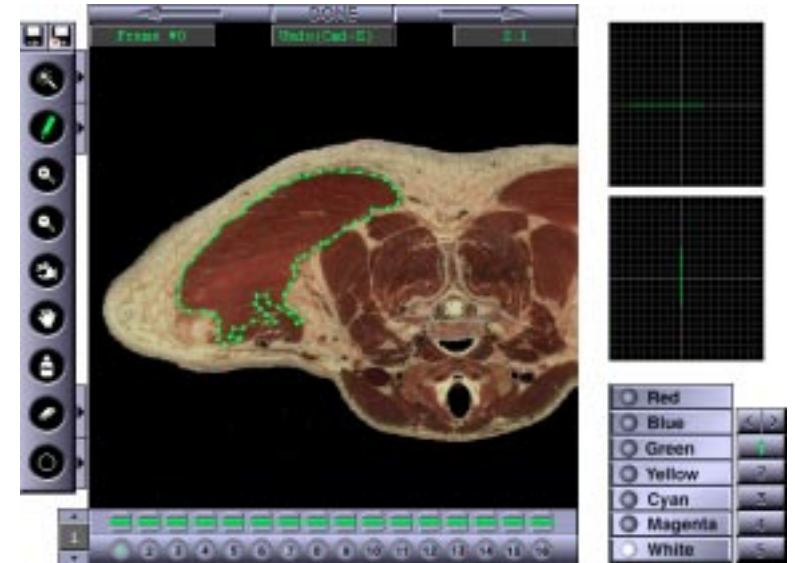 DONE
Frame #0
Undo(Cmd-Z)
2:1
Red
Blue
Green
Yellow
Cyan
Magenta
White
< >
1
2
3
4
5
1
2 3 4 5 6 7 8 9 10 11 12 13 14 15 16